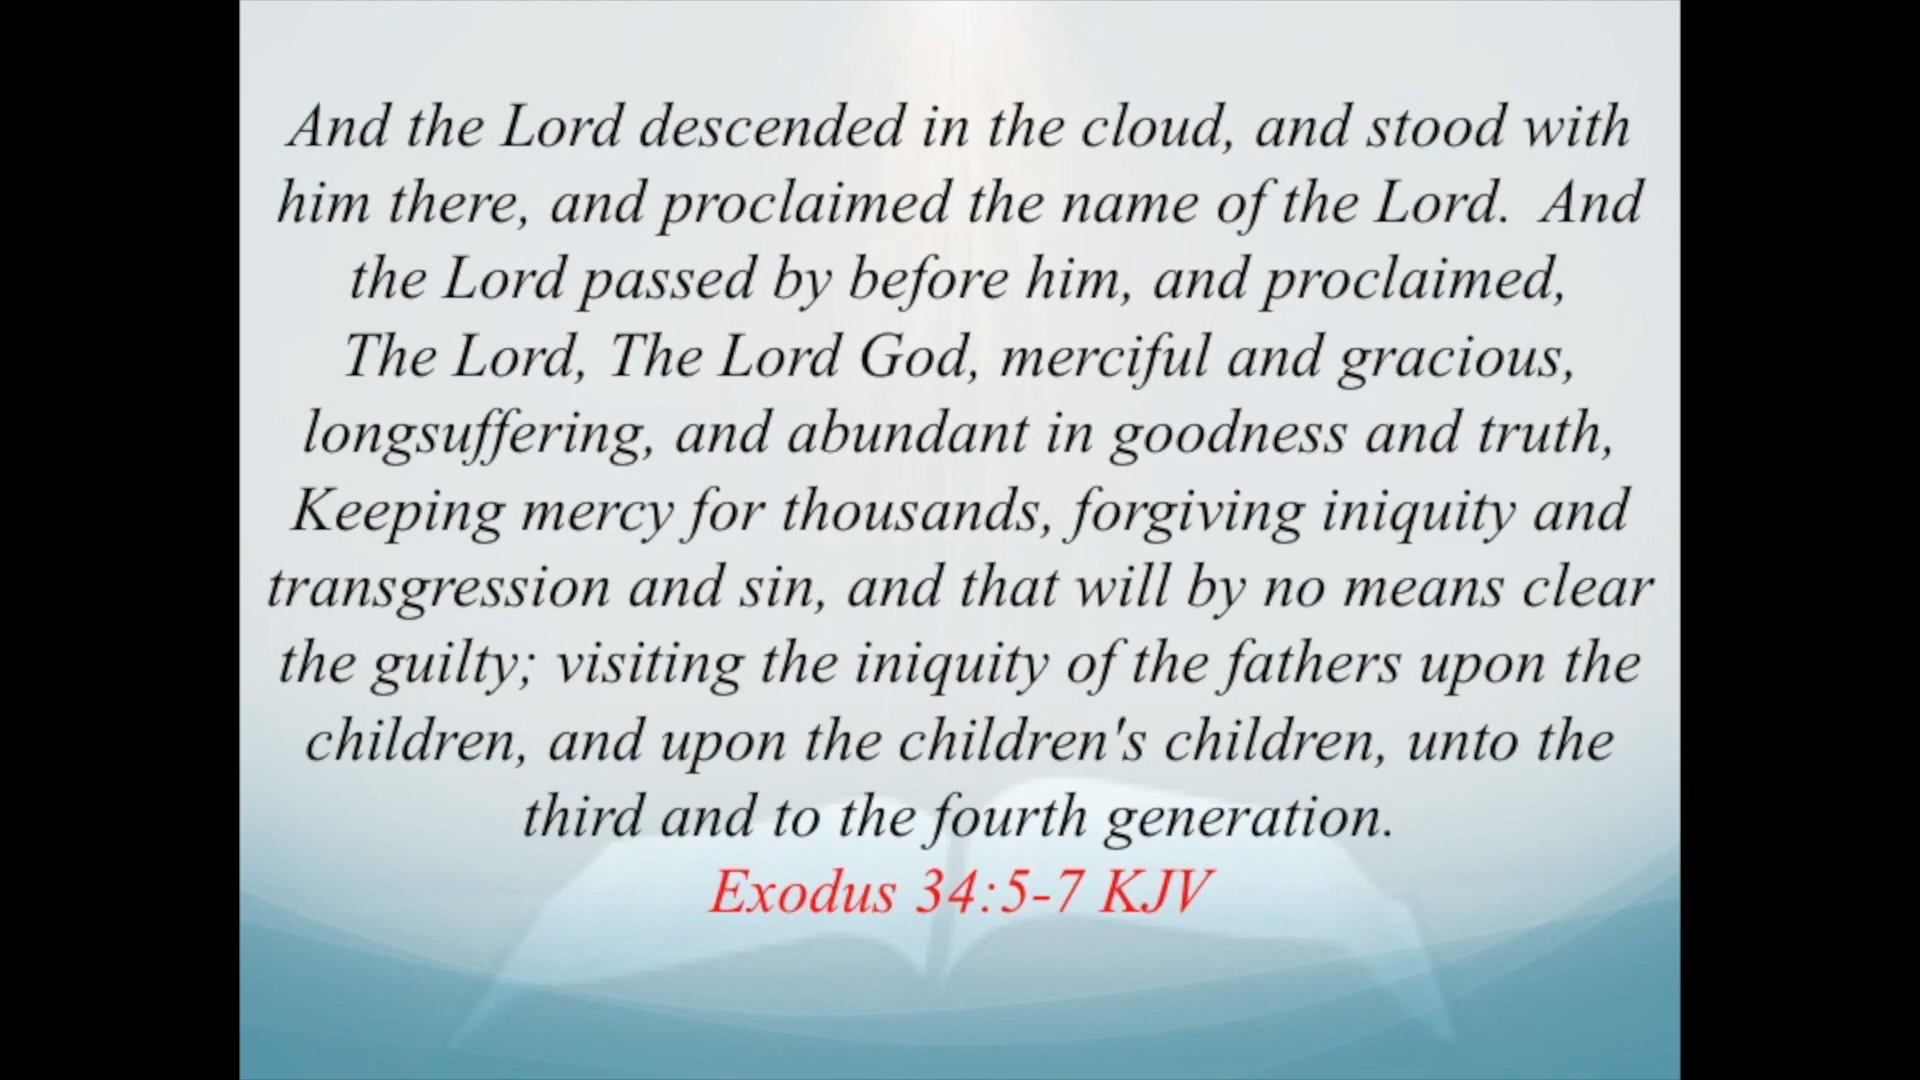 And the Lord descended in the cloud, and stood with
him there, and proclaimed the name of the Lord.  And
the Lord passed by before him, and proclaimed,
The Lord, The Lord God, merciful and gracious,
longsuffering, and abundant in goodness and truth,
Keeping mercy for thousands, forgiving iniquity and
transgression and sin, and that will by no means clear
the guilty; visiting the iniquity of the fathers upon the
children, and upon the children's children, unto the
third and to the fourth generation.
Exodus 34:5-7 KJV